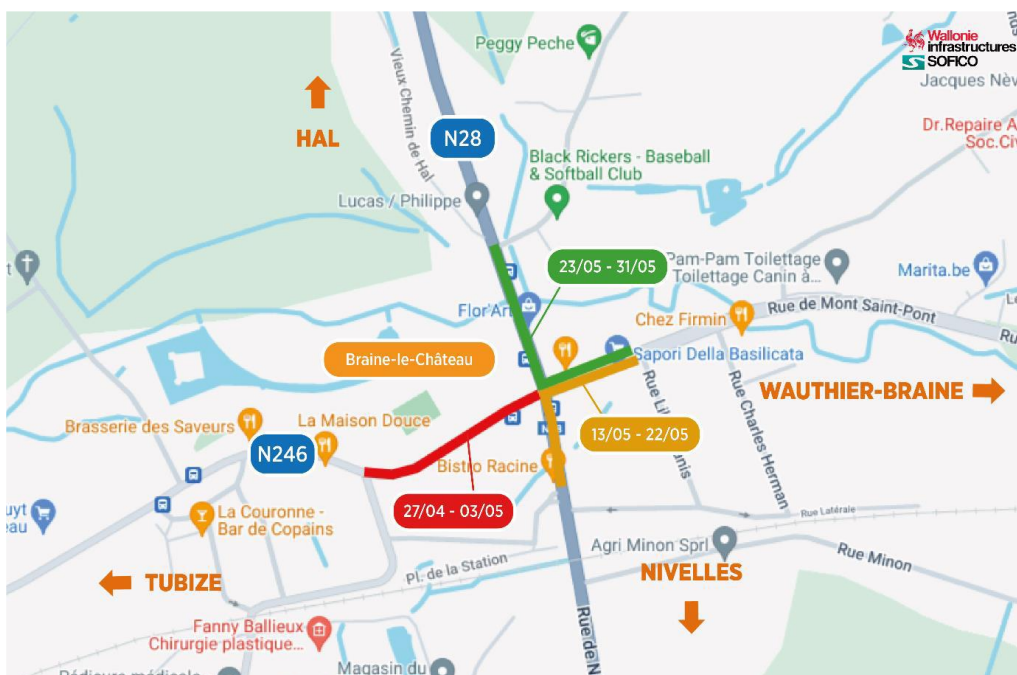 Peggy Peche
Wallonie
infrastructures
SOFICO
Jacques Nèv
Vieux Chemin de Hal
HAL
N28
Dr.Repaire A
Soc.Civ
Black Rickers - Baseball
& Softball Club
Lucas / Philippe
23/05 - 31/05
Pam-Pam Toilettage
Toilettage Canin à...
Marita.be
Flor'Art
Chez Firmin
Rue de Mont Saint-Pont
Braine-le-Château
Sapori Della Basilicata
WAUTHIER-BRAINE
La Maison Douce
Brasserie des Saveurs
13/05 - 22/05
Rue Charles Herman
N246
Bistro Racine
27/04 - 03/05
La Couronne -
Bar de Copains
Rue Latérale
Agri Minon Sprl
Rue Minon
Pl. de la Station
TUBIZE
NIVELLES
Fanny Ballieux
Chirurgie plastique...
Rue de N
Magasin du